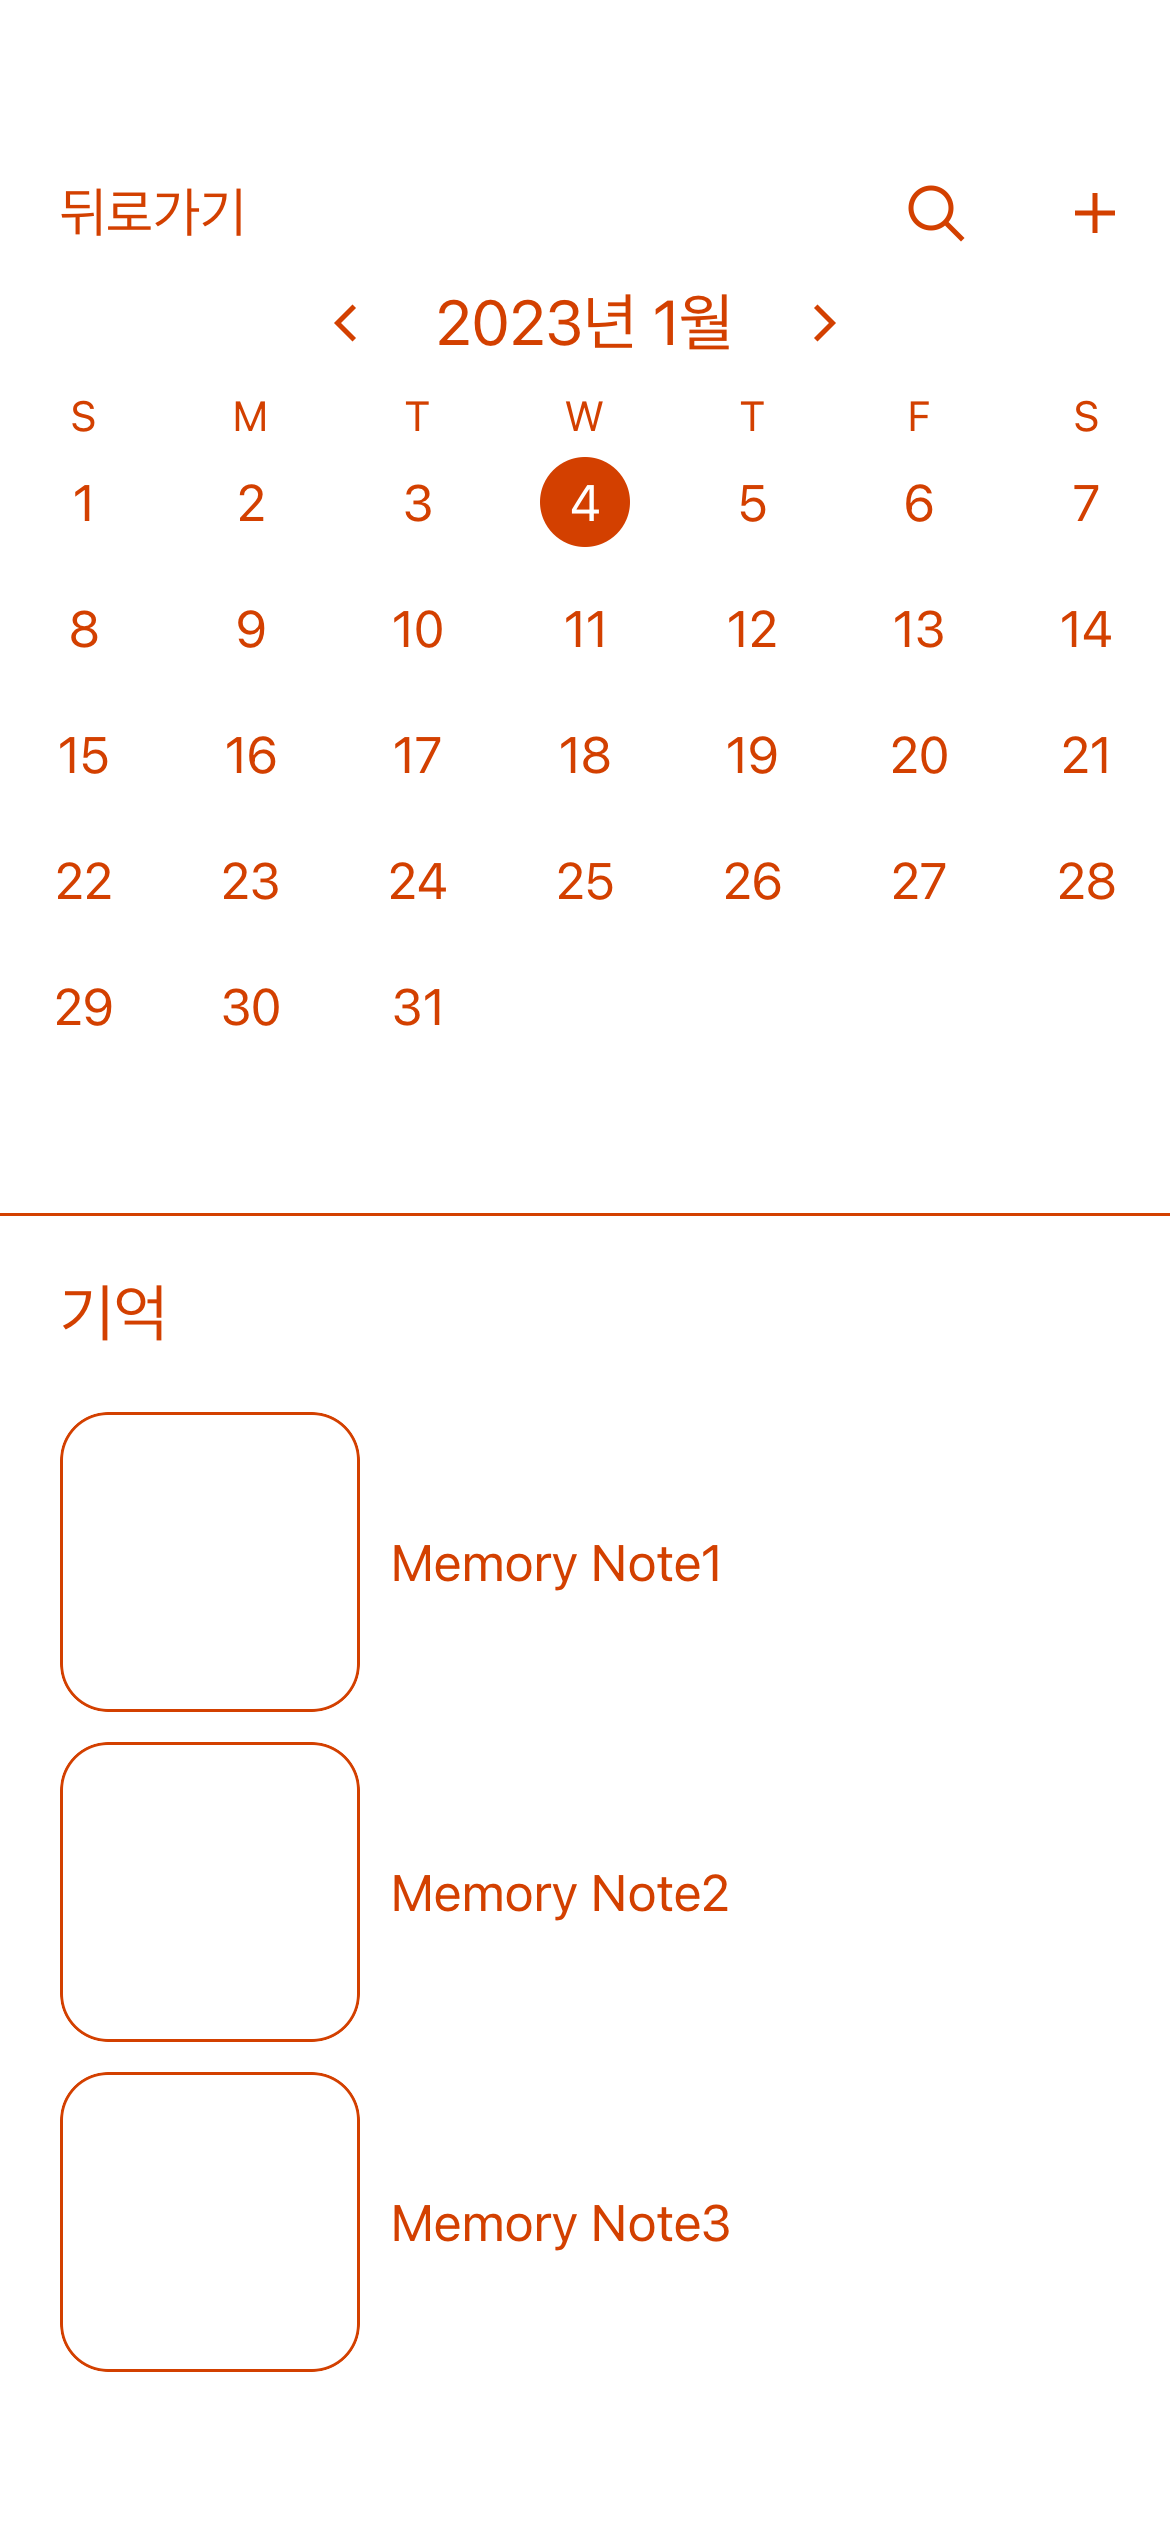 뒤로가기
2023년 1월
S M T W T F S
1 2 3 4 5 6 7
8 9 10 11 12 13 14
15 16 17 18 19 20 21
22 23 24 25 26 27 28
29 30 31
기억
Memory Note1
Memory Note2
Memory Note3